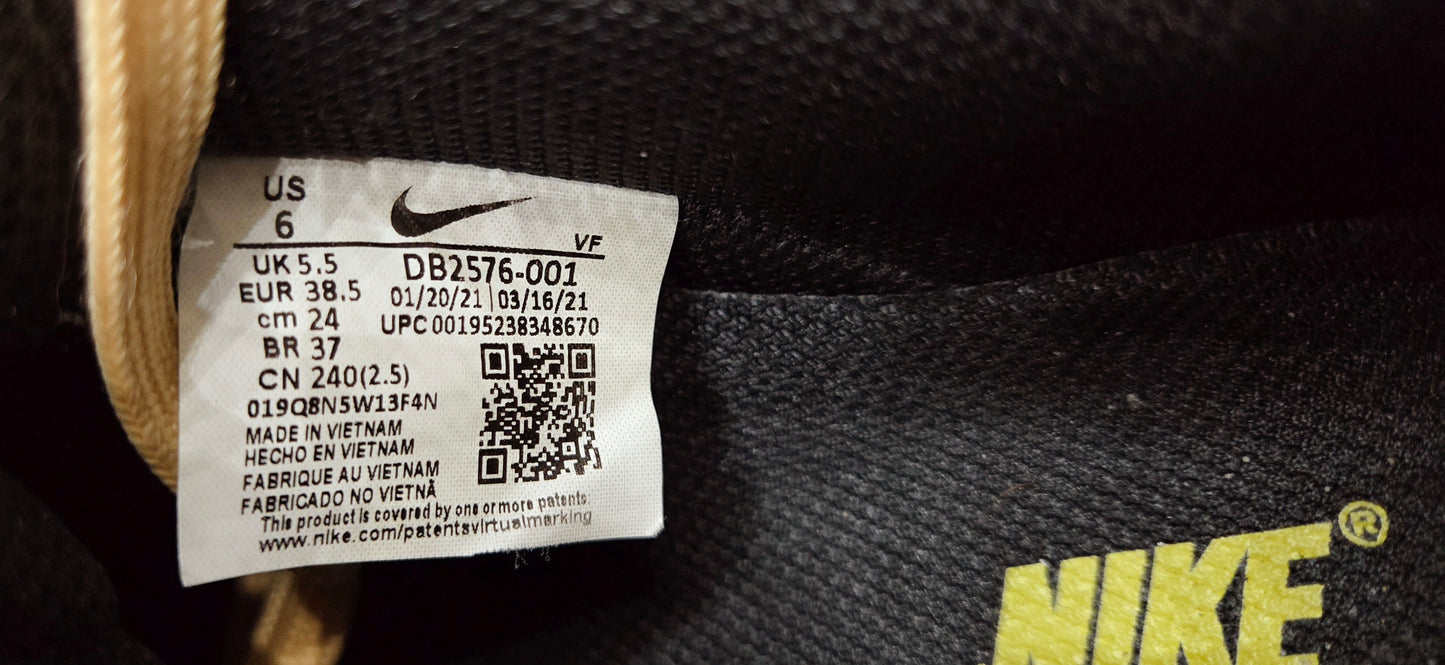 US
6
VF
UK 5.5
DB2576-001
EUR 38.5
01/20/21 | 03/16/21
cm 24
UPC 00195238348670
BR 37
CN 240(2.5)
019Q8N5W13F4N
MADE IN VIETNAM
HECHO EN VIETNAM
FABRIQUE AU VIETNAM
FABRICADO NO VIETNÃ
This product is covered by one or more patents:
www.nike.com/patentsvirtualmarking
NIKE®